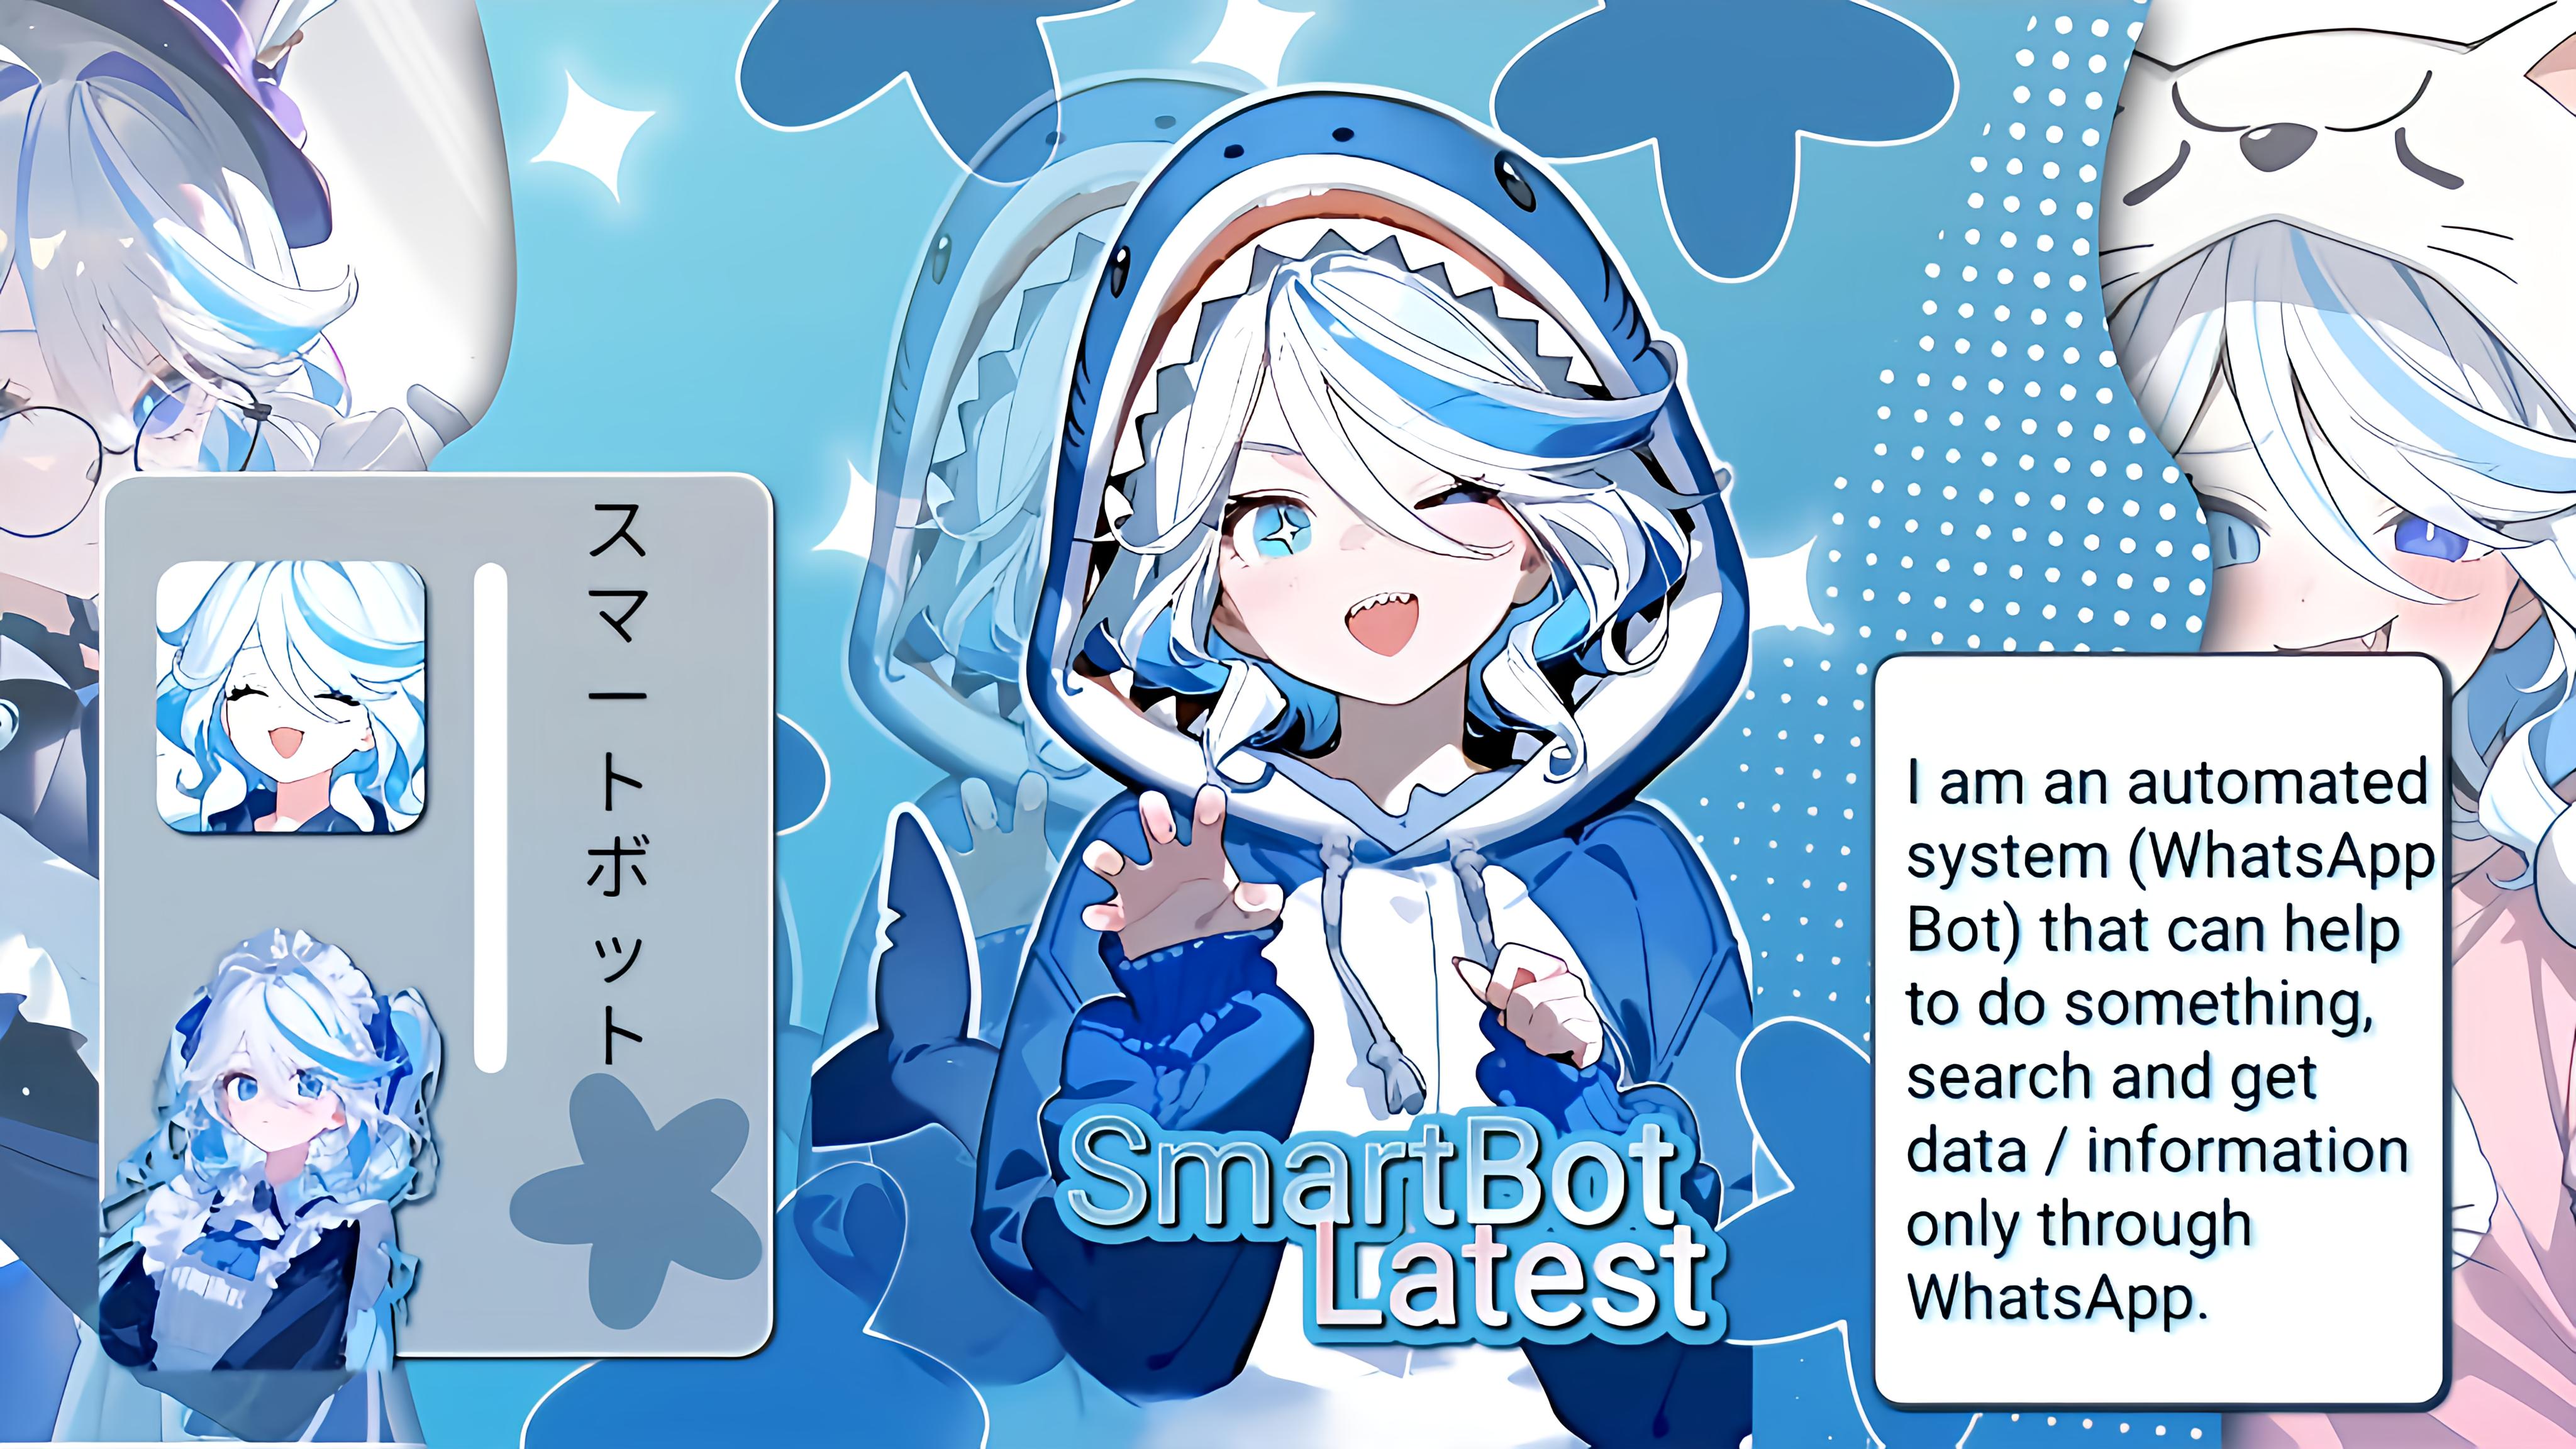 スマートボット
SmartBot
Latest
I am an automated
system (WhatsApp
Bot) that can help
to do something,
search and get
data / information
only through
WhatsApp.